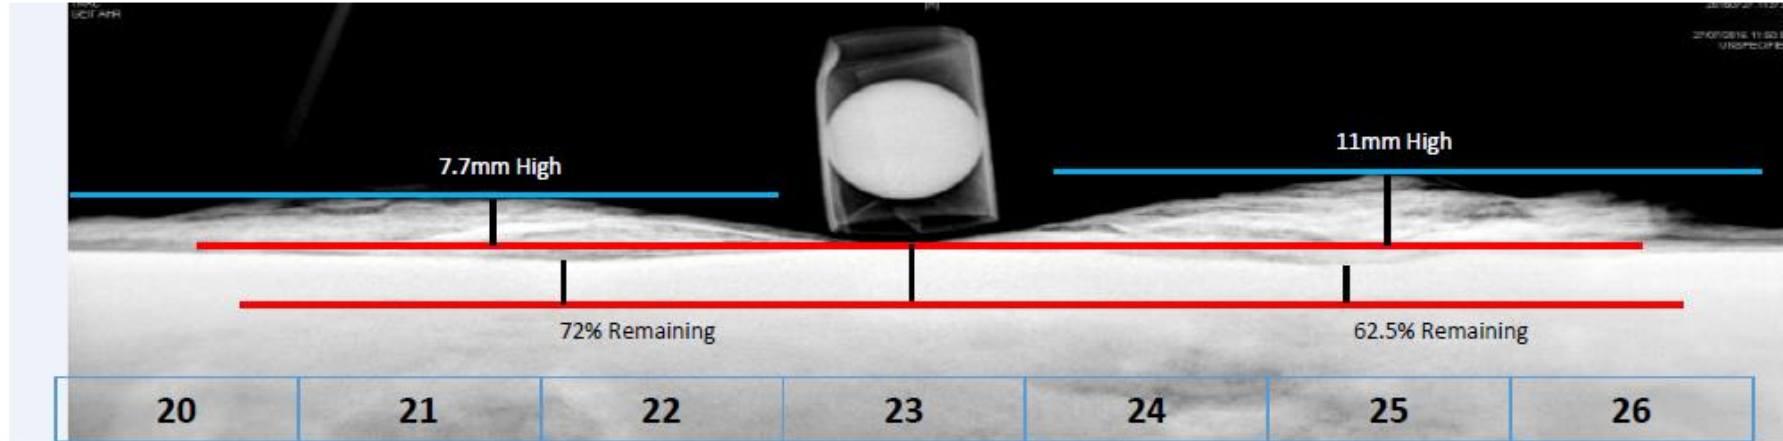 7.7mm High
11mm High
72% Remaining
62.5% Remaining
20 21 22 23 24 25 26